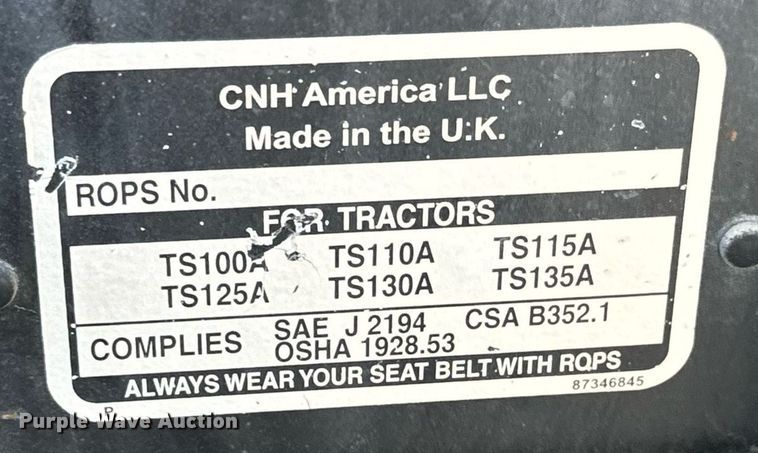 CNH America LLC
Made in the U.K.
ROPS No.
FOR TRACTORS
TS100A TS110A TS115A
TS125A TS130A TS135A
COMPLIES SAE J 2194 CSA B352.1
OSHA 1928.53
ALWAYS WEAR YOUR SEAT BELT WITH ROPS
87346845
Purple Wave Auction